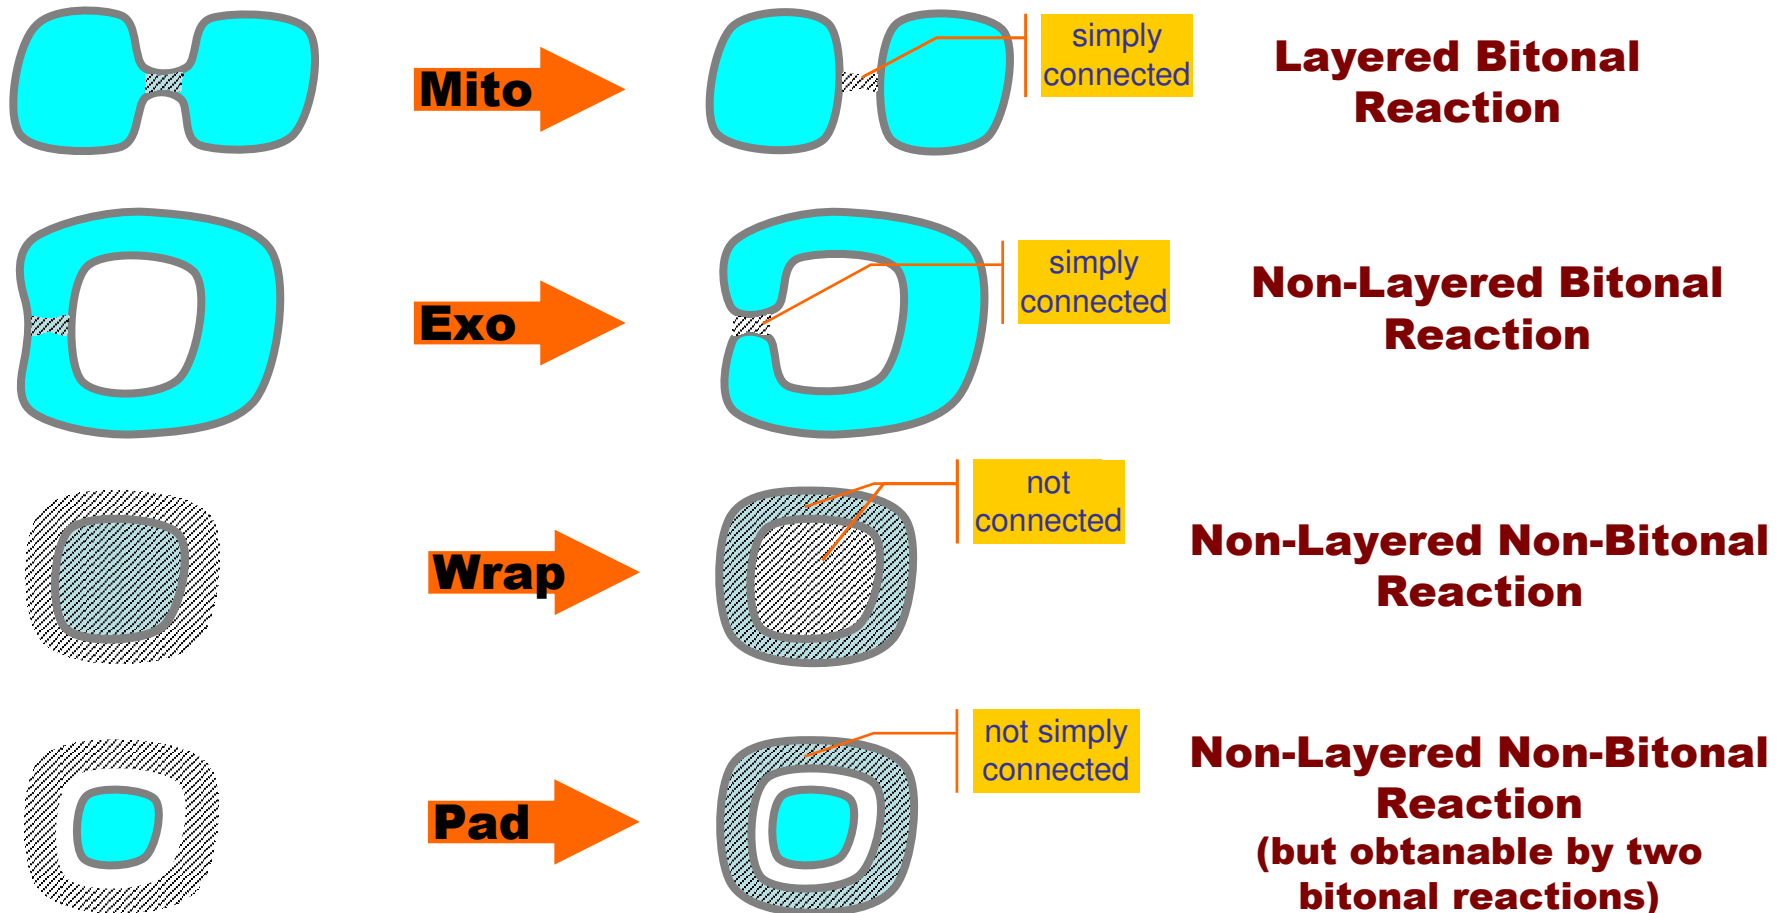 Mito
simply
connected
Layered Bitonal
Reaction
Exo
simply
connected
Non-Layered Bitonal
Reaction
Wrap
not
connected
Non-Layered Non-Bitonal
Reaction
Pad
not simply
connected
Non-Layered Non-Bitonal
Reaction
(but obtanable by two
bitonal reactions)